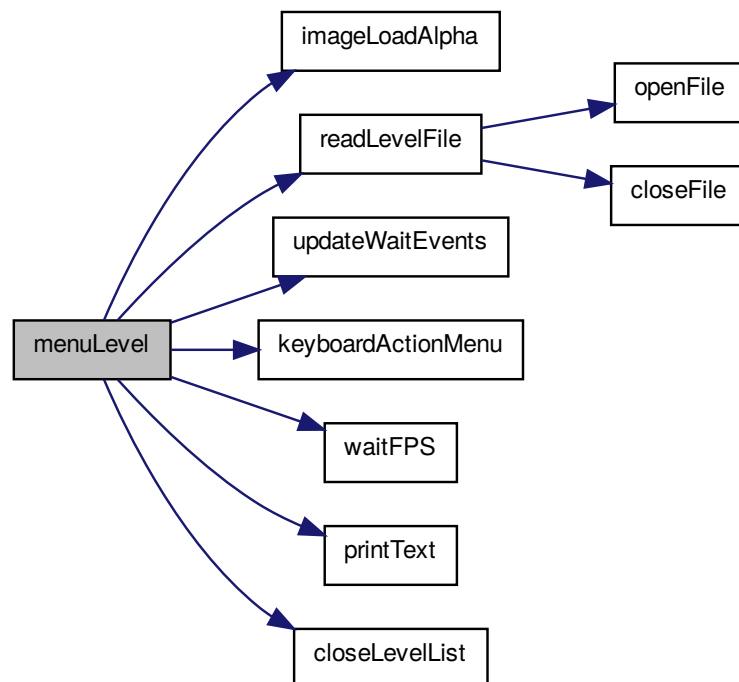 imageLoadAlpha
openFile
readLevelFile
closeFile
updateWaitEvents
menuLevel
keyboardActionMenu
waitFPS
printText
closeLevelList